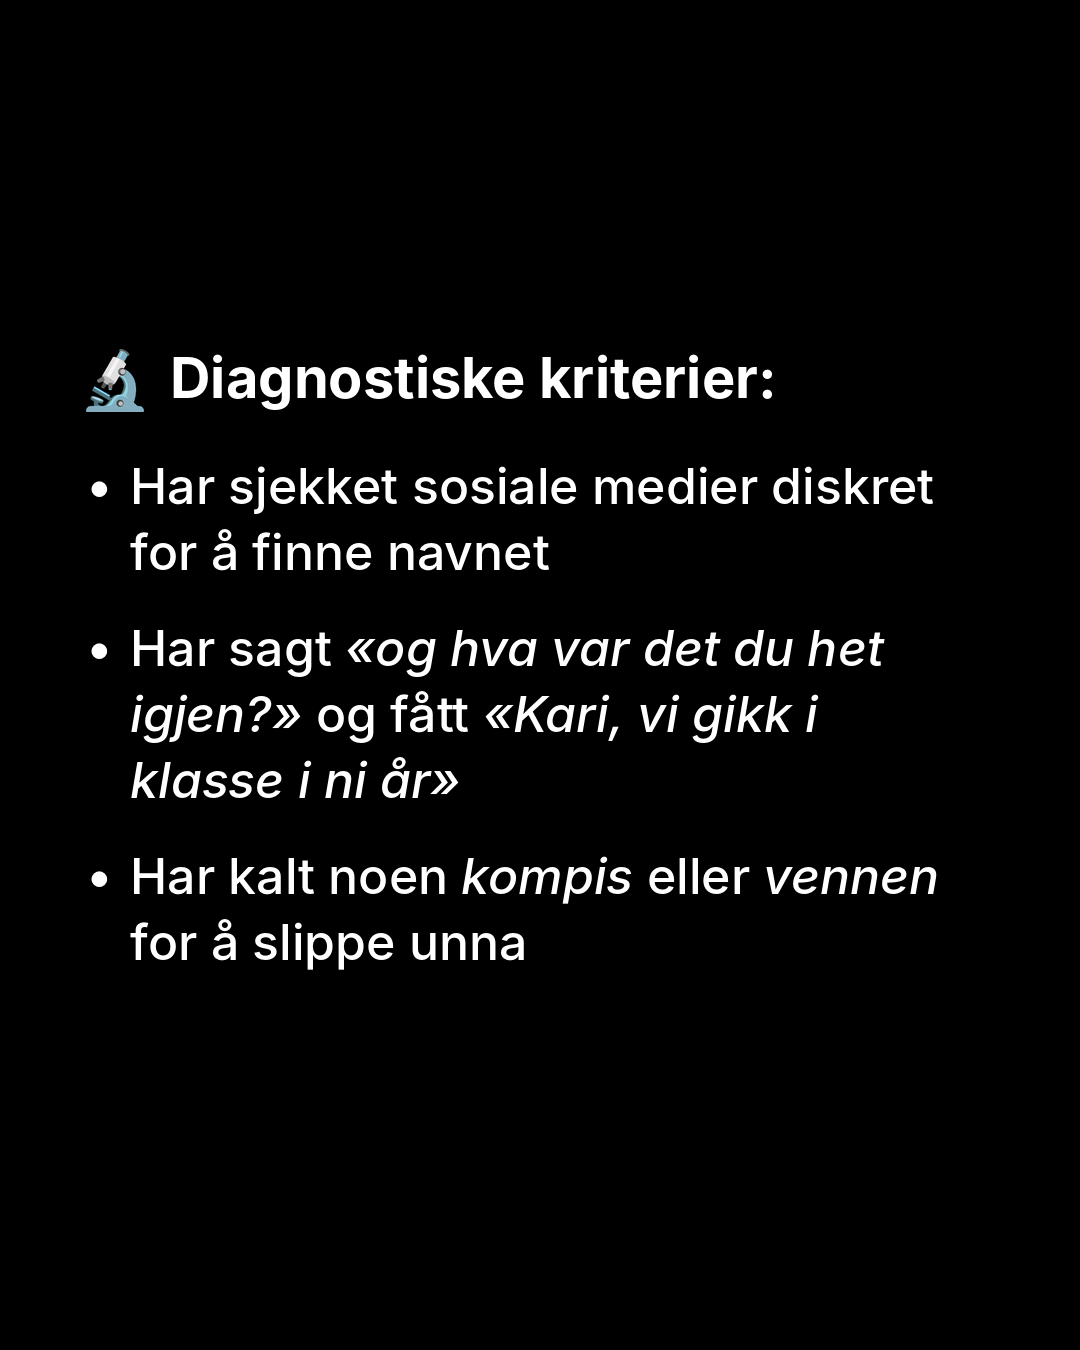 🔬 Diagnostiske kriterier:
• Har sjekket sosiale medier diskret
for å finne navnet
• Har sagt «og hva var det du het
igjen?» og fått «Kari, vi gikk i
klasse i ni år»
• Har kalt noen kompis eller vennen
for å slippe unna